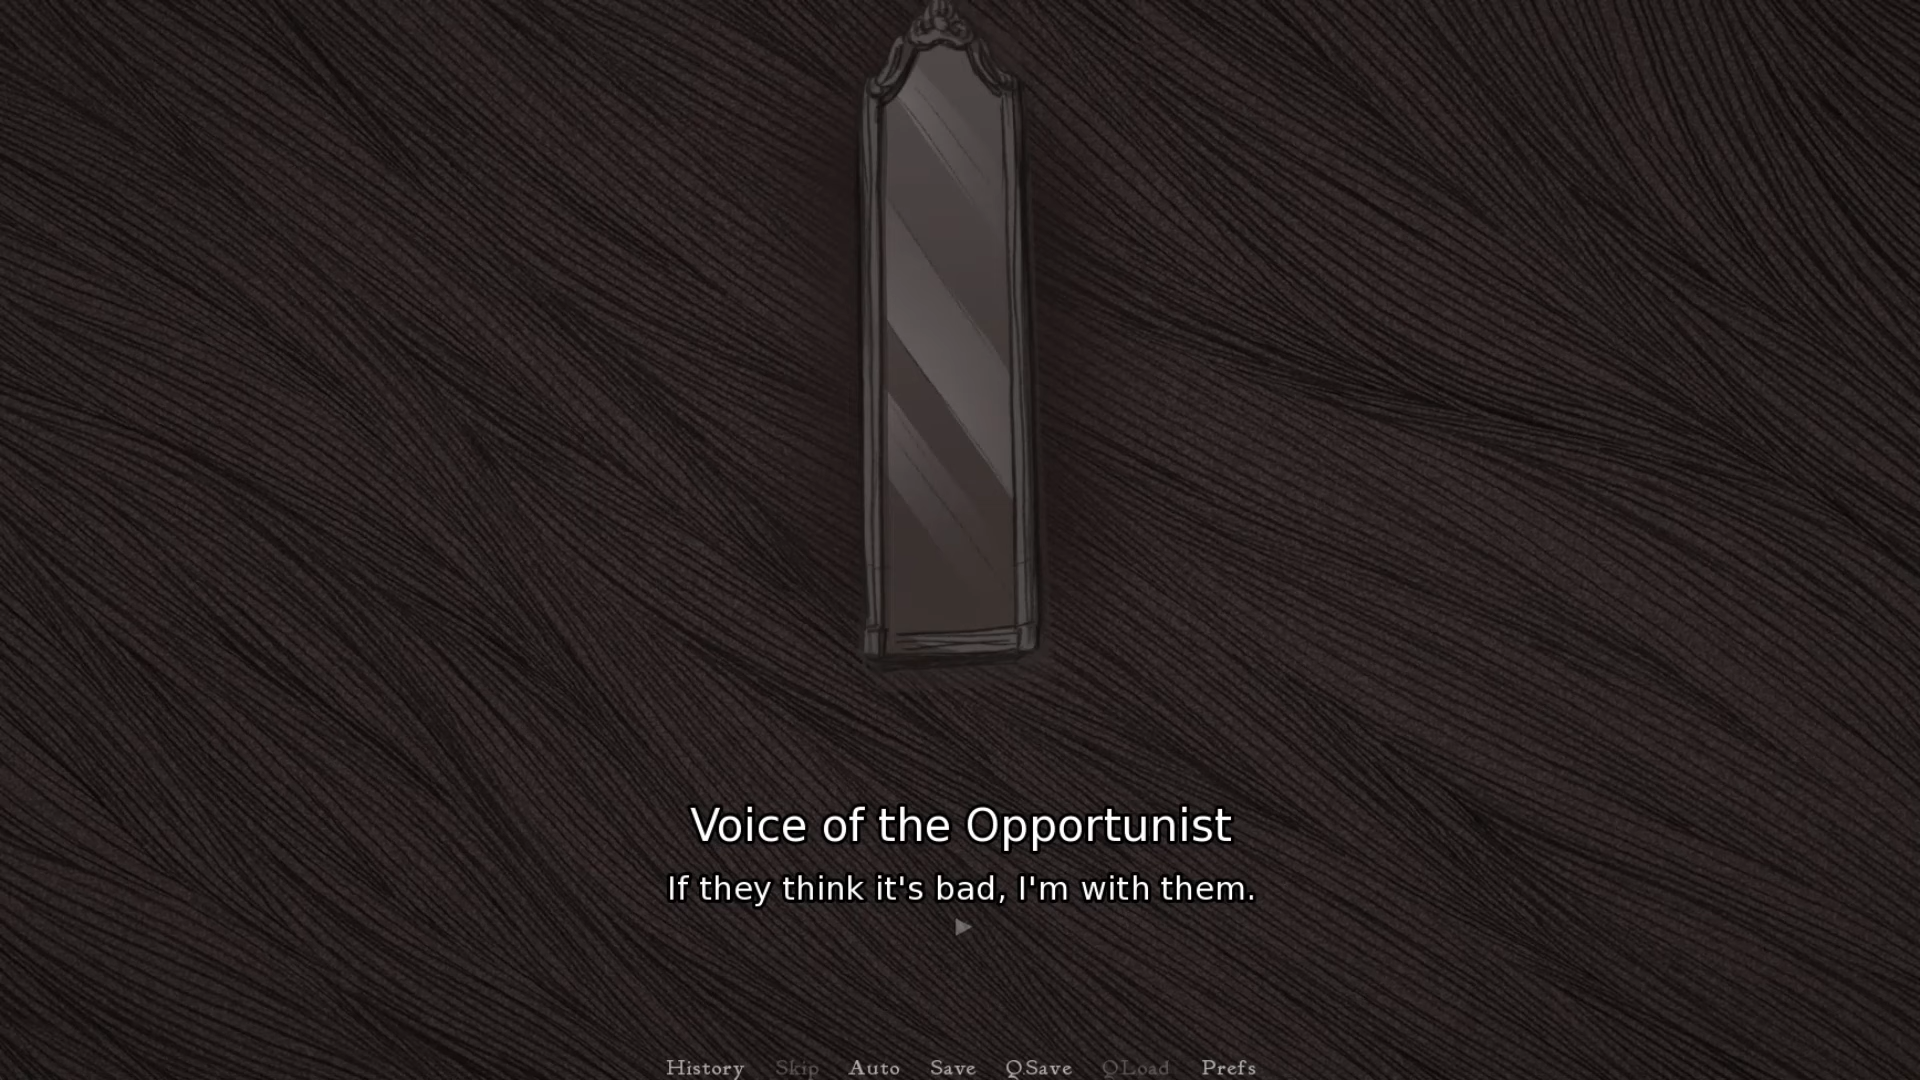 Voice of the Opportunist
If they think it's bad, I'm with them.
History Skip Auto Save Q.Save Q.Load Prefs